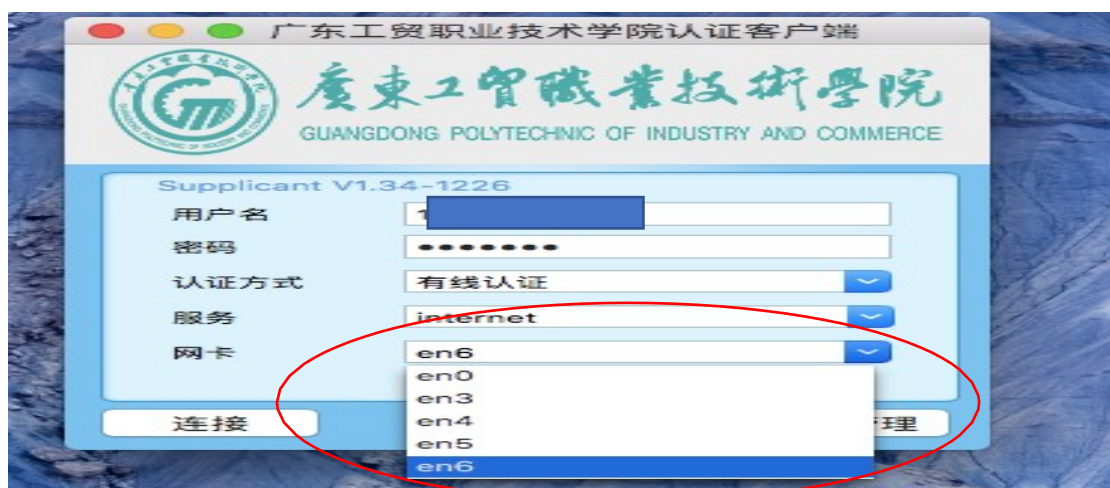 广东工贸职业技术学院认证客户端
廣東工貿職業技術學院
GUANGDONG POLYTECHNIC OF INDUSTRY AND COMMERCE
Supplicant V1.34-1226
用户名 1
密码 •••••••
认证方式 有线认证
服务 internet
网卡 en6
en0
en3
en4
en5
en6
连接 理